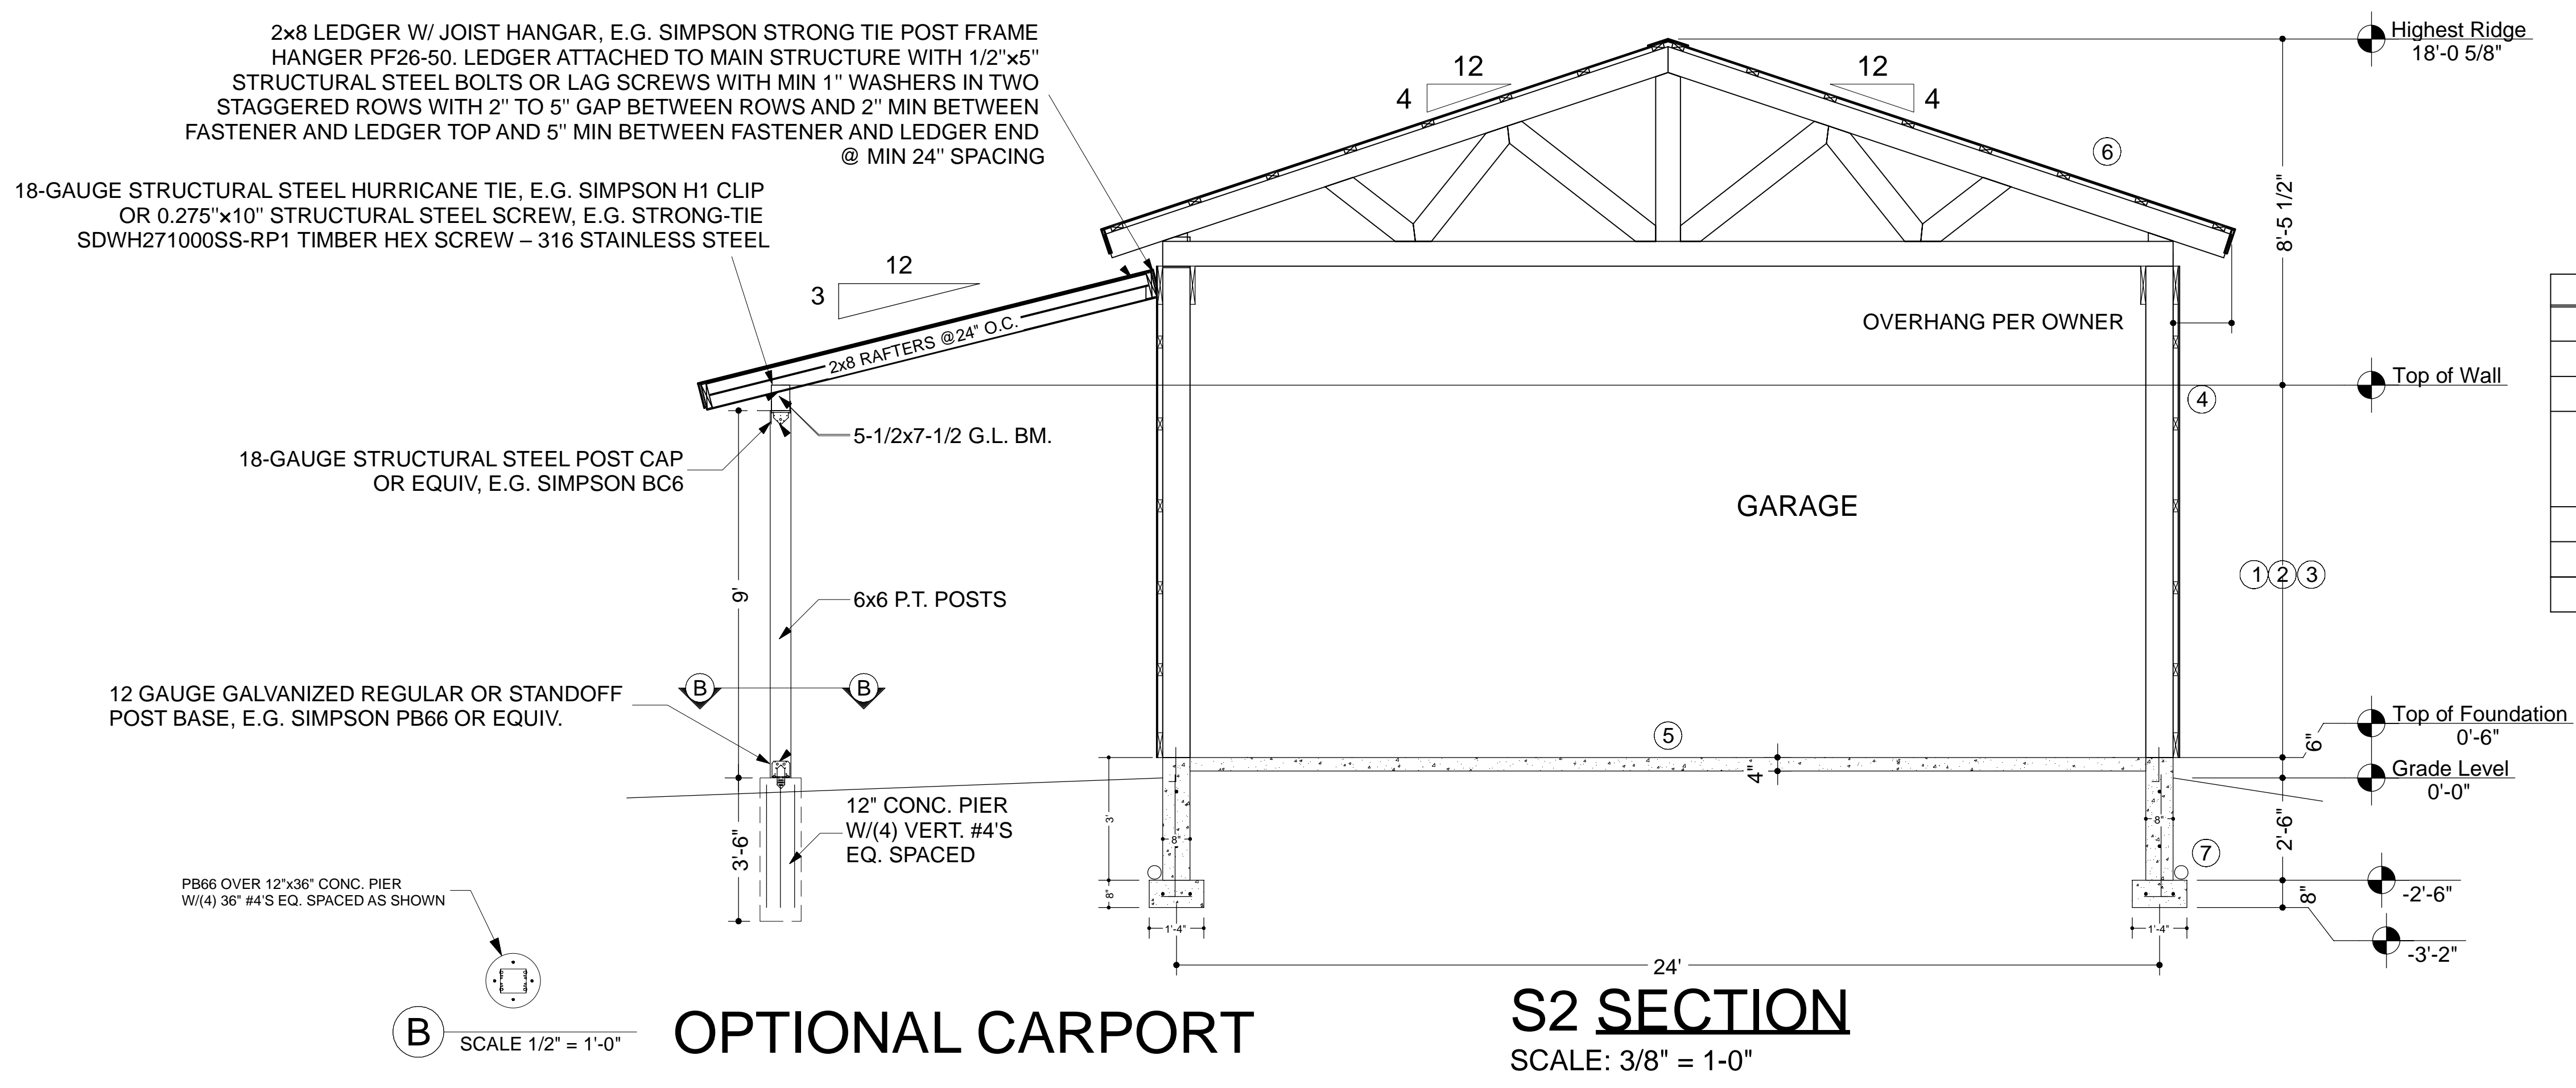 2×8 LEDGER W/ JOIST HANGAR, E.G. SIMPSON STRONG TIE POST FRAME
HANGER PF26-50. LEDGER ATTACHED TO MAIN STRUCTURE WITH 1/2"×5"
STRUCTURAL STEEL BOLTS OR LAG SCREWS WITH MIN 1" WASHERS IN TWO
STAGGERED ROWS WITH 2" TO 5" GAP BETWEEN ROWS AND 2" MIN BETWEEN
FASTENER AND LEDGER TOP AND 5" MIN BETWEEN FASTENER AND LEDGER END
@ MIN 24" SPACING
18-GAUGE STRUCTURAL STEEL HURRICANE TIE, E.G. SIMPSON H1 CLIP
OR 0.275"×10" STRUCTURAL STEEL SCREW, E.G. STRONG-TIE
SDWH271000SS-RP1 TIMBER HEX SCREW – 316 STAINLESS STEEL
12
3
2x8 RAFTERS @24" O.C.
5-1/2x7-1/2 G.L. BM.
18-GAUGE STRUCTURAL STEEL POST CAP
OR EQUIV, E.G. SIMPSON BC6
9'
6x6 P.T. POSTS
B
B
12 GAUGE GALVANIZED REGULAR OR STANDOFF
POST BASE, E.G. SIMPSON PB66 OR EQUIV.
12" CONC. PIER
W/(4) VERT. #4'S
EQ. SPACED
3'-6"
PB66 OVER 12"x36" CONC. PIER
W/(4) 36" #4'S EQ. SPACED AS SHOWN
B
SCALE 1/2" = 1'-0"
OPTIONAL CARPORT
12
4
12
4
6
OVERHANG PER OWNER
4
GARAGE
1
2
3
5
4"
3'
8"
8"
1'-4"
8"
7
1'-4"
24'
S2 SECTION
SCALE: 3/8" = 1-0"
Highest Ridge
18'-0 5/8"
8'-5 1/2"
Top of Wall
Top of Foundation
0'-6"
6"
Grade Level
0'-0"
2'-6"
-2'-6"
8"
-3'-2"